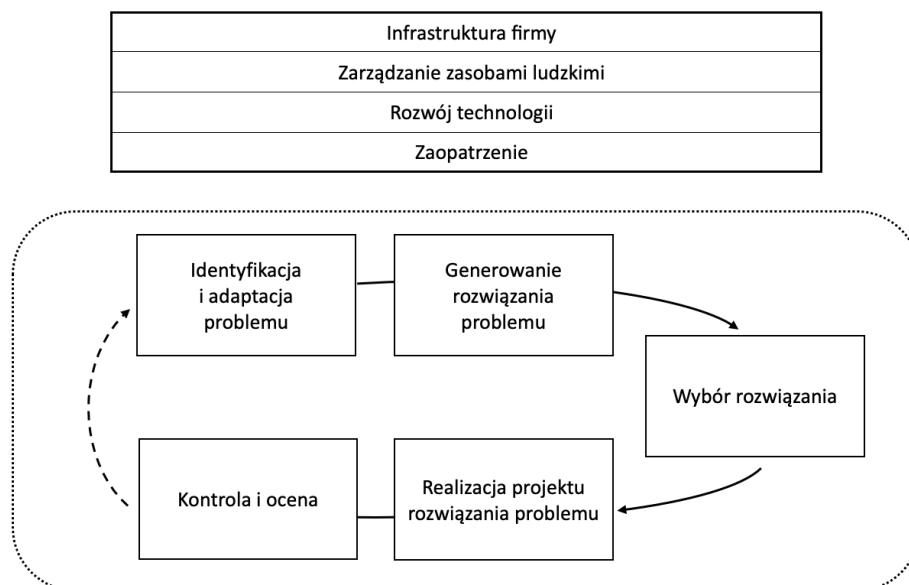 Infrastruktura firmy
Zarządzanie zasobami ludzkimi
Rozwój technologii
Zaopatrzenie
Identyfikacja
i adaptacja
problemu
Generowanie
rozwiązania
problemu
Wybór rozwiązania
Kontrola i ocena
Realizacja projektu
rozwiązania problemu